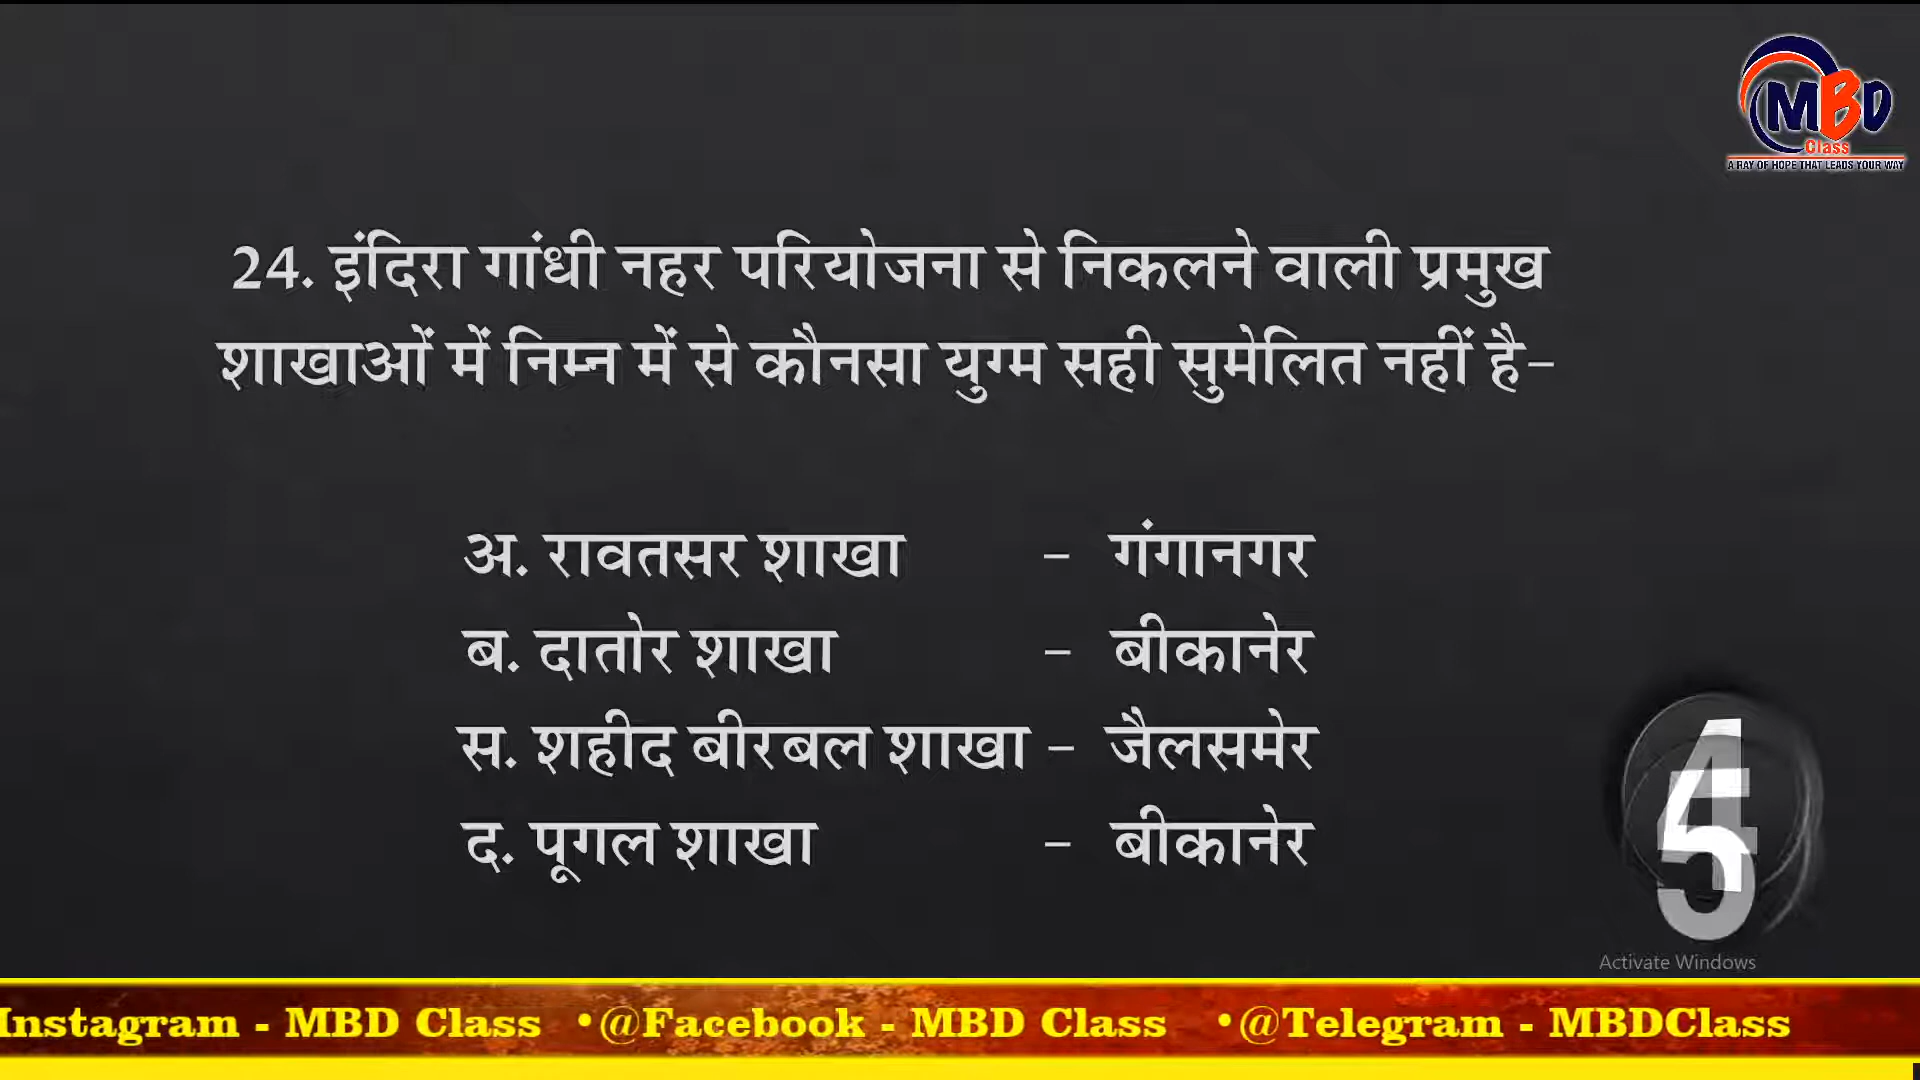 MBD
Class
A RAY OF HOPE THAT LEADS YOUR WAY
24. इंदिरा गांधी नहर परियोजना से निकलने वाली प्रमुख
शाखाओं में निम्न में से कौनसा युग्म सही सुमेलित नहीं है-
अ. रावतसर शाखा - गंगानगर
ब. दातोर शाखा - बीकानेर
स. शहीद बीरबल शाखा - जैलसमेर
द. पूगल शाखा - बीकानेर
4
5
Activate Windows
Instagram - MBD Class •@Facebook - MBD Class •@Telegram - MBDClass